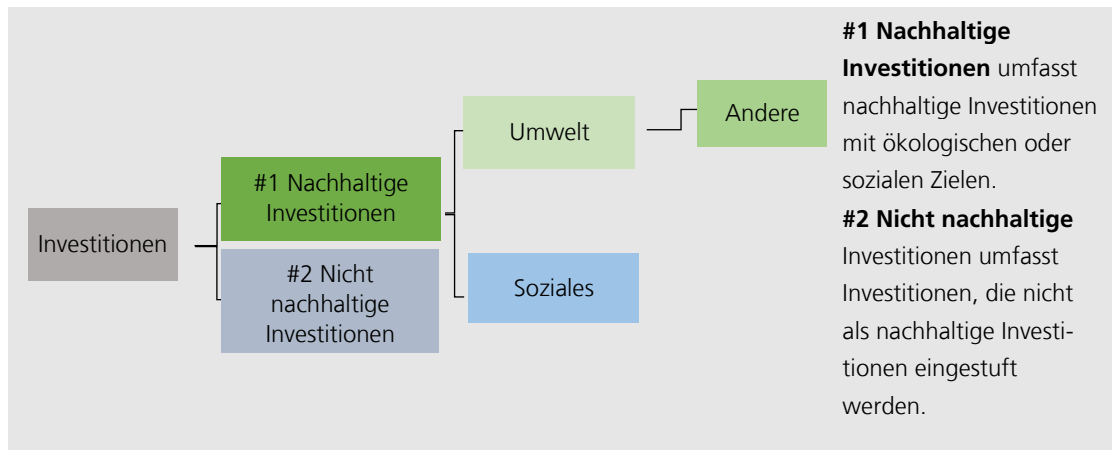 Investitionen
#1 Nachhaltige
Investitionen
#2 Nicht
nachhaltige
Investitionen
Umwelt
Soziales
Andere
#1 Nachhaltige
Investitionen umfasst
nachhaltige Investitionen
mit ökologischen oder
sozialen Zielen.
#2 Nicht nachhaltige
Investitionen umfasst
Investitionen, die nicht
als nachhaltige Investi-
tionen eingestuft
werden.